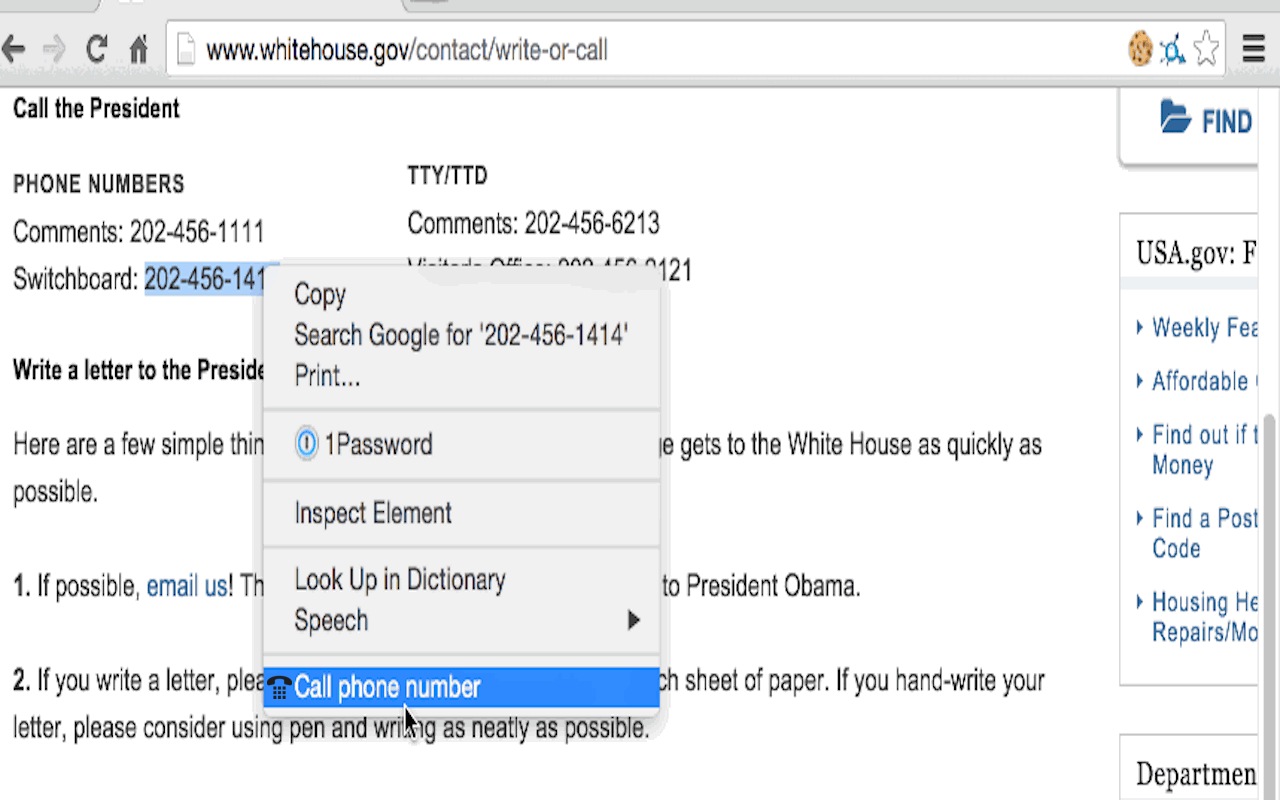 www.whitehouse.gov/contact/write-or-call
Call the President
PHONE NUMBERS
Comments: 202-456-1111
Switchboard: 202-456-141
TTY/TTD
Comments: 202-456-6213
Visitor's Office: 202-456-2121
Copy
Search Google for '202-456-1414'
Print...
1Password
Inspect Element
Look Up in Dictionary
Speech
Call phone number
Write a letter to the Preside
Here are a few simple thin e gets to the White House as quickly as
possible.
1. If possible, email us! Th to President Obama.
2. If you write a letter, plea ch sheet of paper. If you hand-write your
letter, please consider using pen and writing as neatly as possible.
FIND
USA.gov: F
Weekly Fea
Affordable
Find out if t
Money
Find a Post
Code
Housing He
Repairs/Mo
Departmen